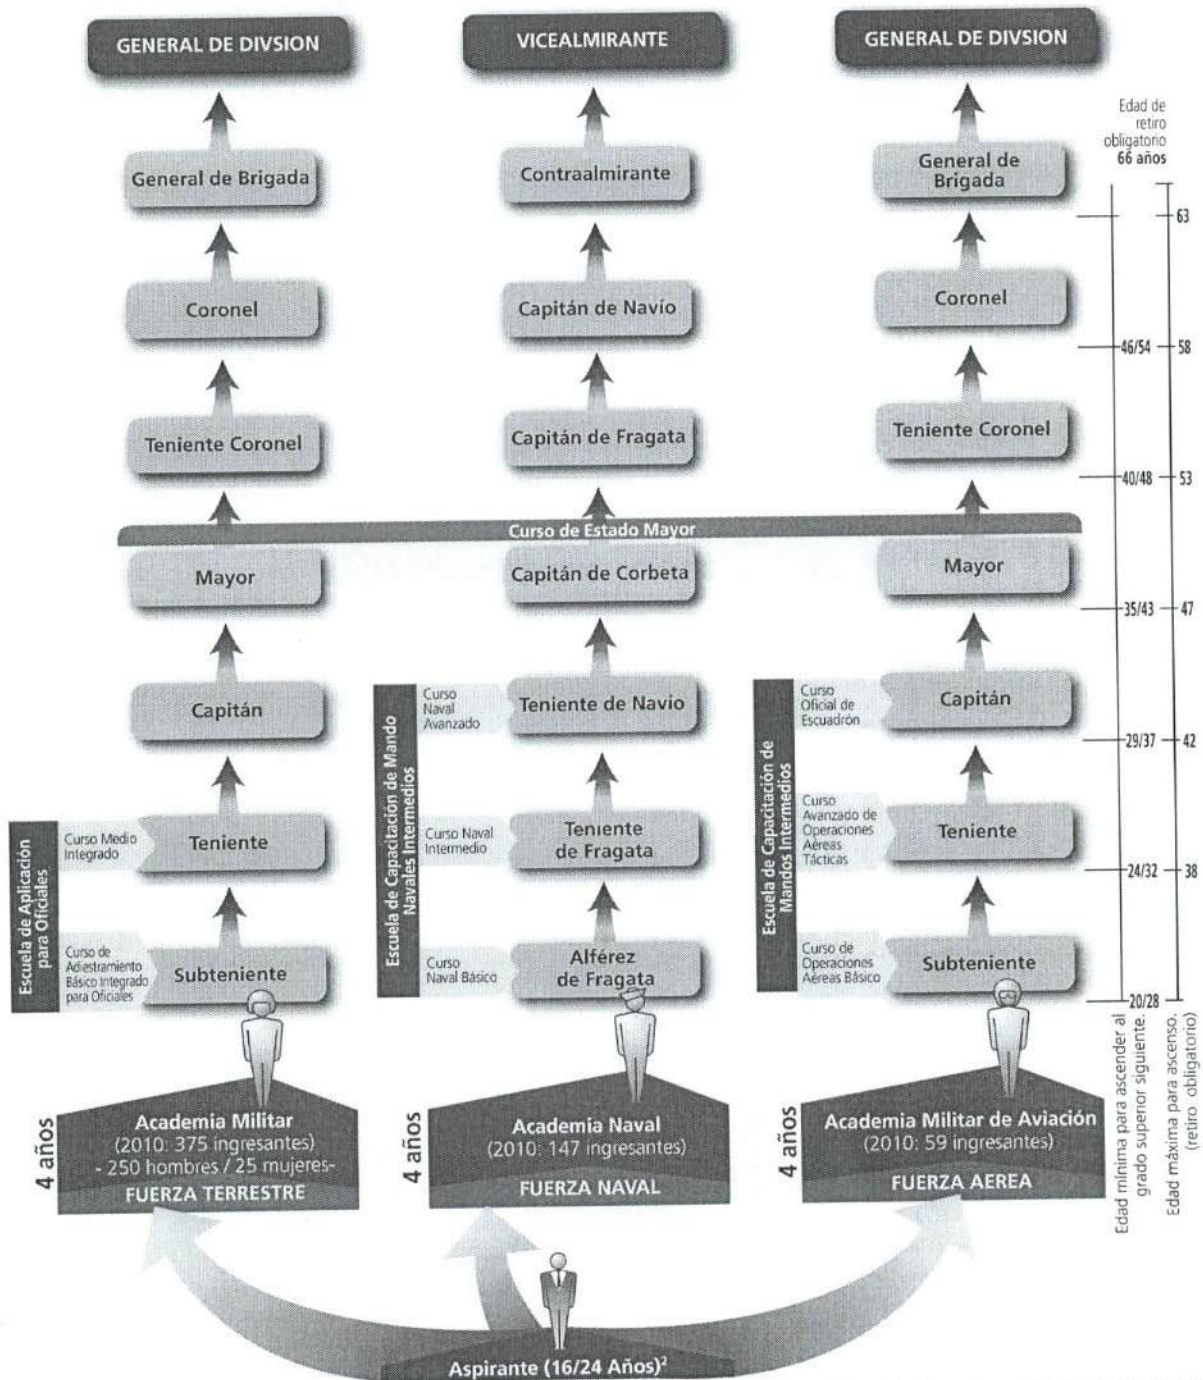 GENERAL DE DIVSION
VICEALMIRANTE
GENERAL DE DIVSION
Edad de
retiro
obligatorio
66 años
General de Brigada
Contraalmirante
General de
Brigada
63
Coronel
Capitán de Navío
Coronel
46/54
58
Teniente Coronel
Capitán de Fragata
Teniente Coronel
40/48
53
Curso de Estado Mayor
Mayor
Capitán de Corbeta
Mayor
35/43
47
Escuela de Capacitación de Mando
Navales Intermedios
Escuela de Capacitación de
Mandos Intermedios
Capitán
Curso
Naval
Avanzado
Teniente de Navío
Curso
Oficial de
Escuadrón
Capitán
29/37
42
Escuela de Aplicación
para Oficiales
Curso Medio
Integrado
Teniente
Curso Naval
Intermedio
Teniente
de Fragata
Curso
Avanzado de
Operaciones
Aéreas
Tácticas
Teniente
24/32
38
Curso de
Adiestramiento
Básico Integrado
para Oficiales
Subteniente
Curso
Naval Básico
Alférez
de Fragata
Curso de
Operaciones
Aéreas Básico
Subteniente
20/28
Edad mínima para ascender al
grado superior siguiente.
Edad máxima para ascenso.
(retiro obligatorio)
4 años
Academia Militar
(2010: 375 ingresantes)
- 250 hombres / 25 mujeres-
FUERZA TERRESTRE
4 años
Academia Naval
(2010: 147 ingresantes)
FUERZA NAVAL
4 años
Academia Militar de Aviación
(2010: 59 ingresantes)
FUERZA AEREA
Aspirante (16/24 Años)²